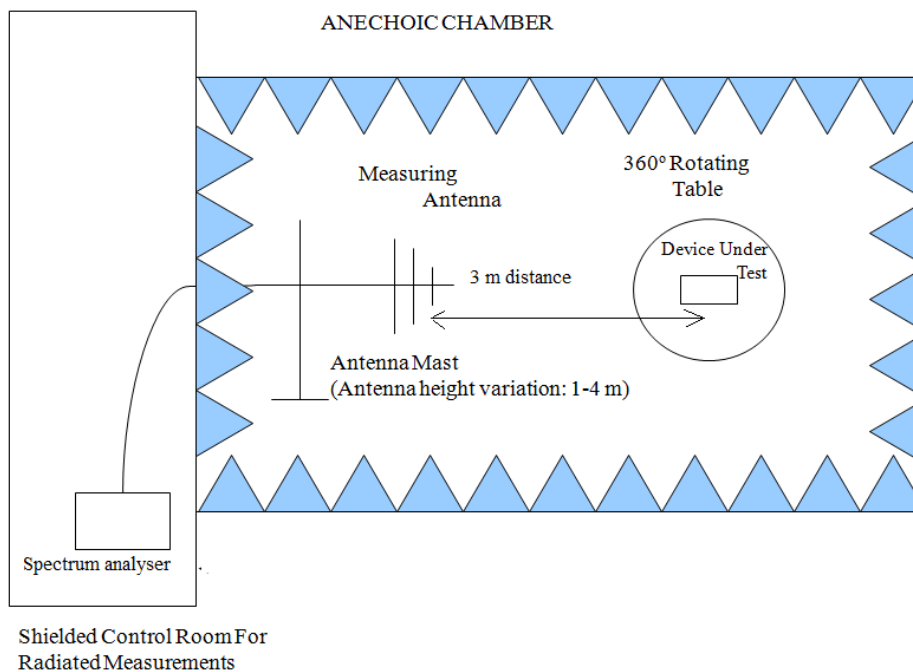 ANECHOIC CHAMBER
Measuring
Antenna
360º Rotating
Table
Device Under
Test
3 m distance
Antenna Mast
(Antenna height variation: 1-4 m)
Spectrum analyser
Shielded Control Room For
Radiated Measurements